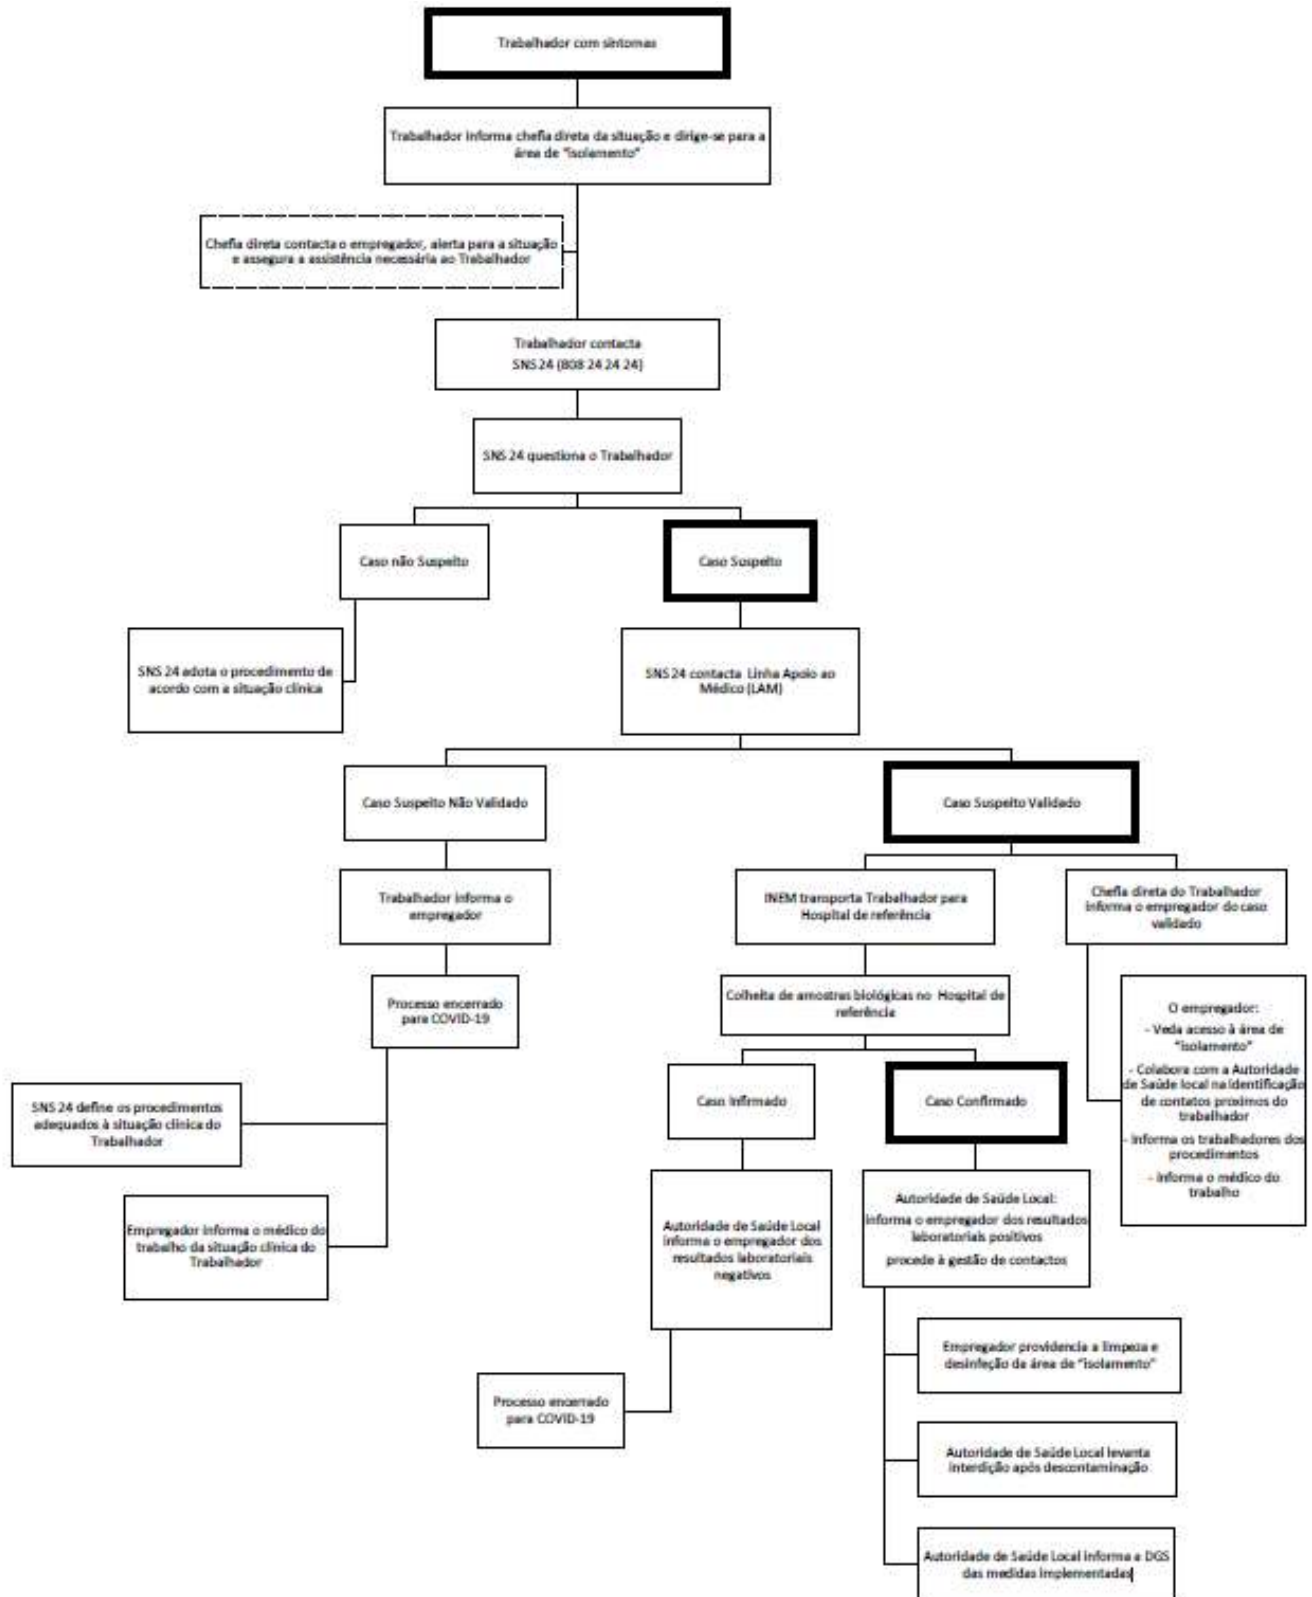 Trabalhador com sintomas
Trabalhador informa chefia direta da situação e dirige-se para a
área de "isolamento"
Chefia direta contacta o empregador, alerta para a situação
e assegura a assistência necessária ao Trabalhador
Trabalhador contacta
SNS 24 (808 24 24 24)
SNS 24 questiona o Trabalhador
Caso não Suspeito
Caso Suspeito
SNS 24 adota o procedimento de
acordo com a situação clínica
SNS 24 contacta Linha Apoio ao
Médico (LAM)
Caso Suspeito Não Validado
Caso Suspeito Validado
Trabalhador informa o
empregador
INEM transporta Trabalhador para
Hospital de referência
Chefia direta do Trabalhador
informa o empregador do caso
validado
Processo encerrado
para COVID-19
Colheita de amostras biológicas no Hospital de
referência
O empregador:
- Veda acesso à área de
"isolamento"
- Colabora com a Autoridade
de Saúde local na identificação
de contatos proximos do
trabalhador
- Informa os trabalhadores dos
procedimentos
- Informa o médico do
trabalho
SNS 24 define os procedimentos
adequados à situação clínica do
Trabalhador
Caso Infirmado
Caso Confirmado
Empregador informa o médico do
trabalho da situação clínica do
Trabalhador
Autoridade de Saúde Local
informa o empregador dos
resultados laboratoriais
negativos
Autoridade de Saúde Local:
informa o empregador dos resultados
laboratoriais positivos
procede à gestão de contactos
Empregador providencia a limpeza e
desinfeção da área de "isolamento"
Processo encerrado
para COVID-19
Autoridade de Saúde Local levanta
interdição após descontaminação
Autoridade de Saúde Local informa a DGS
das medidas implementadas